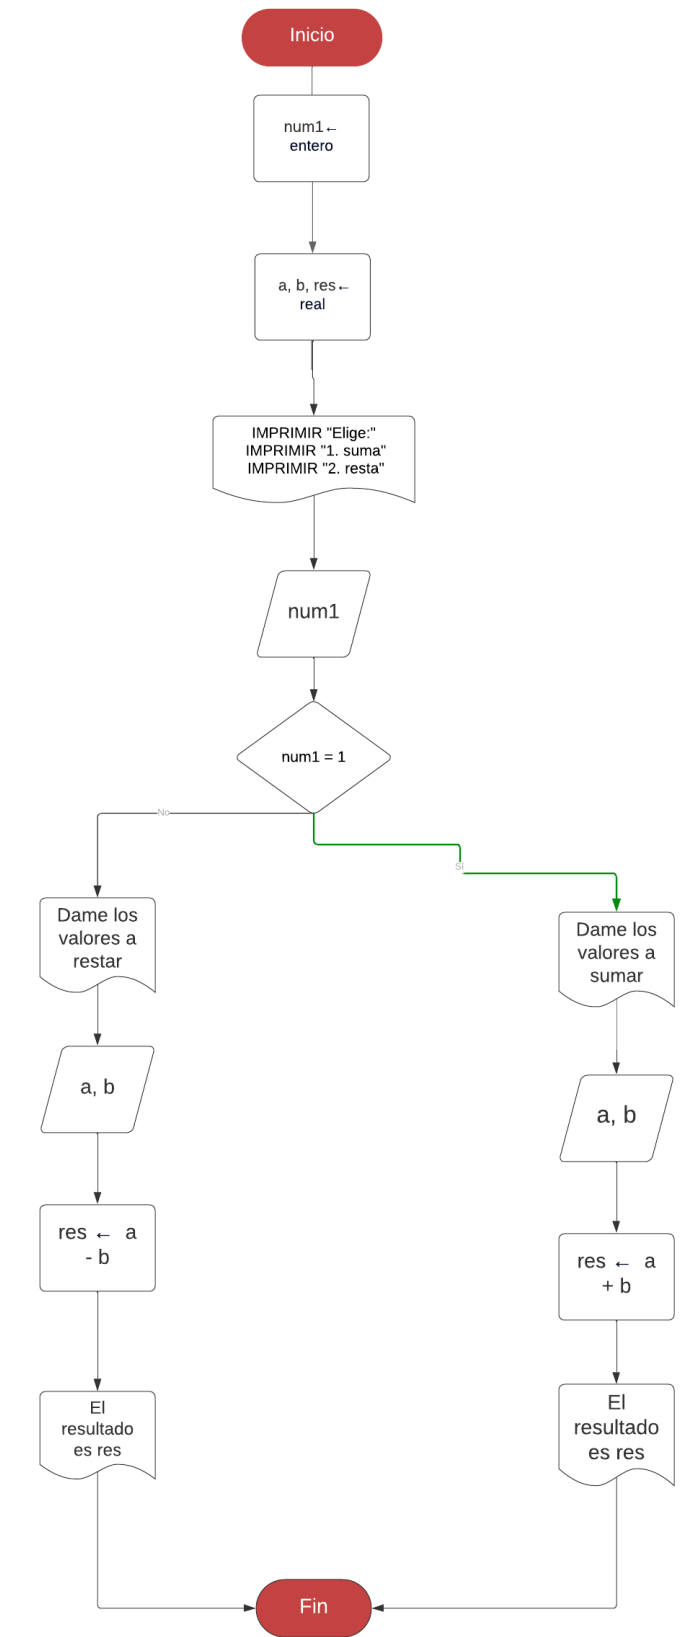 Inicio
num1←
entero
a, b, res←
real
IMPRIMIR "Elige:"
IMPRIMIR "1. suma"
IMPRIMIR "2. resta"
num1
num1 = 1
No
Sí
Dame los
valores a
restar
Dame los
valores a
sumar
a, b
a, b
res ← a
- b
res ← a
+ b
El
resultado
es res
El
resultado
es res
Fin